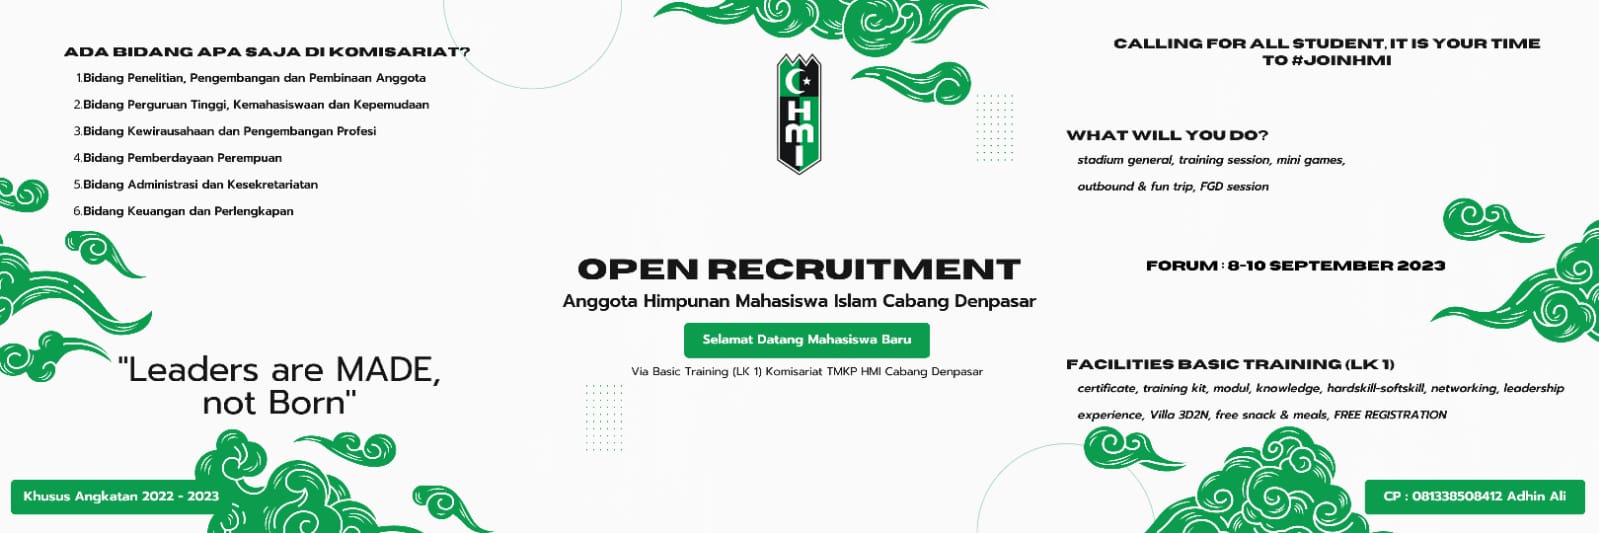 ADA BIDANG APA SAJA DI KOMISARIAT?
1.Bidang Penelitian, Pengembangan dan Pembinaan Anggota
2.Bidang Perguruan Tinggi, Kemahasiswaan dan Kepemudaan
3.Bidang Kewirausahaan dan Pengembangan Profesi
4.Bidang Pemberdayaan Perempuan
5.Bidang Administrasi dan Kesekretariatan
6.Bidang Keuangan dan Perlengkapan
"Leaders are MADE,
not Born"
Khusus Angkatan 2022 - 2023
HMI
OPEN RECRUITMENT
Anggota Himpunan Mahasiswa Islam Cabang Denpasar
Selamat Datang Mahasiswa Baru
Via Basic Training (LK 1) Komisariat TMKP HMI Cabang Denpasar
CALLING FOR ALL STUDENT, IT IS YOUR TIME
TO #JOINHMI
WHAT WILL YOU DO?
stadium general, training session, mini games,
outbound & fun trip, FGD session
FORUM : 8-10 SEPTEMBER 2023
FACILITIES BASIC TRAINING (LK 1)
certificate, training kit, modul, knowledge, hardskill-softskill, networking, leadership
experience, Villa 3D2N, free snack & meals, FREE REGISTRATION
CP : 081338508412 Adhin Ali